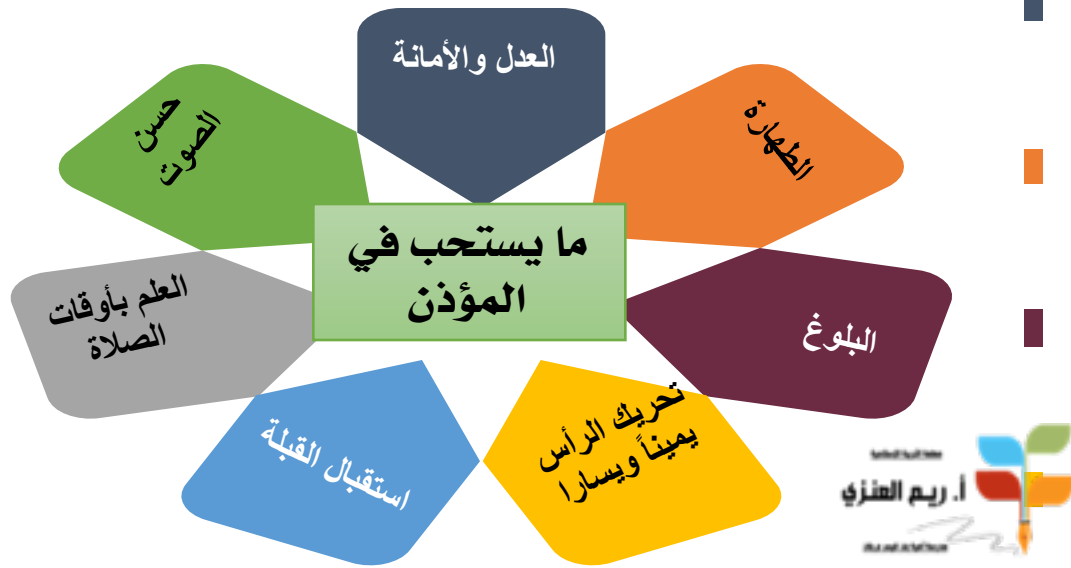 العدل والأمانة
حسن
الصوت
الطهارة
ما يستحب في
المؤذن
العلم بأوقات
الصلاة
البلوغ
استقبال القبلة
تحريك الرأس
يميناً ويسارا
أ. ريم العنزي